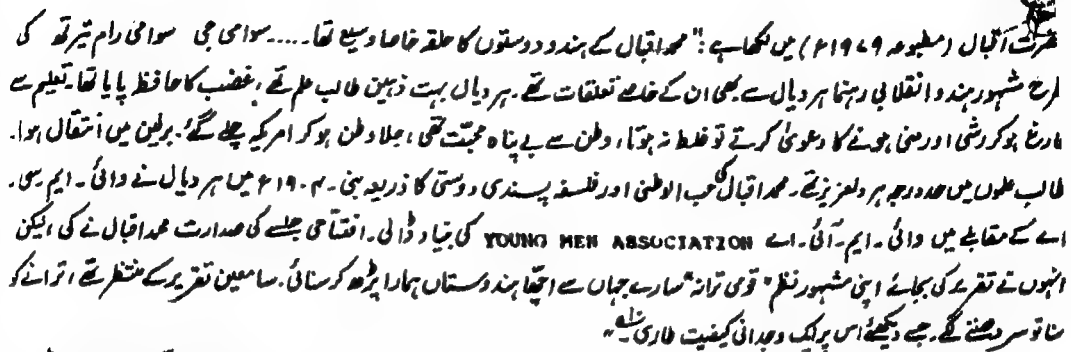 حضرت اقبال (مطبوعہ ۱۹۷۹ء) میں لکھا ہے: "محمد اقبال کے ہندو دوستوں کا حلقہ خاصا وسیع تھا۔.... سوامی جی سوامی رام تیرتھ کی
طرح مشہور ہندو انقلابی رہنما ہر دیال سے بھی ان کے خاصے تعلقات تھے۔ ہر دیال بہت ذہین طالب علم تھے، غضب کا حافظہ پایا تھا۔ تعلیم سے
فارغ ہو کر رشی اور منی ہونے کا دعویٰ کرتے تو غلط نہ ہوتا، وطن سے بے پناہ محبت تھی، جلا وطن ہو کر امریکہ چلے گئے۔ برلین میں انتقال ہوا۔
طالب علموں میں حد درجہ ہر دلعزیز تھے۔ محمد اقبال کی حب الوطنی اور فلسفہ پسندی دوستی کا ذریعہ بنی۔ ۱۹۰۴ء میں ہر دیال نے وائی۔ ایم۔ سی۔
اے کے مقابلے میں وائی۔ ایم۔ آئی۔ اے YOUNG MEN ASSOCIATION کی بنیاد ڈالی۔ افتتاحی جلسے کی صدارت محمد اقبال نے کی، لیکن
انہوں نے تقریر کی بجائے اپنی مشہور نظم "قومی ترانہ" سارے جہاں سے اچھا ہندوستاں ہمارا پڑھ کر سنائی۔ سامعین تقریر کے منتظر تھے، ترانے کو
سنا تو سر دھننے لگے۔ جسے دیکھئے اس پر ایک وجدانی کیفیت طاری